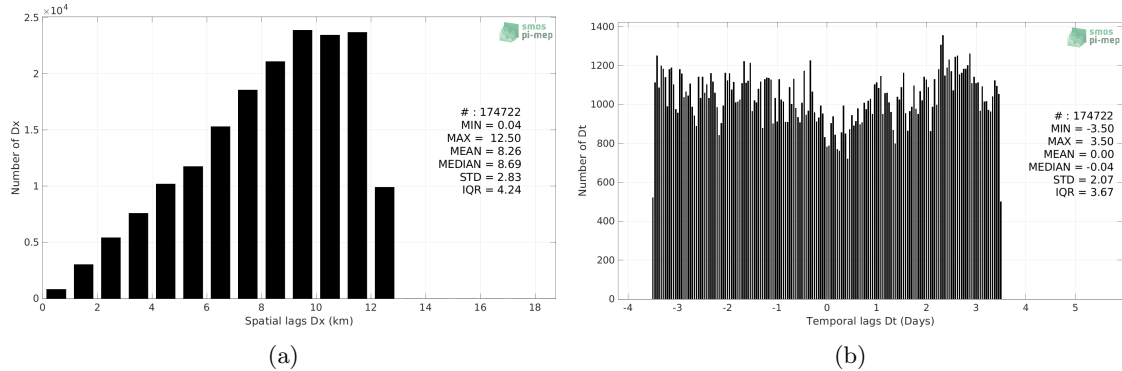 2.5
×10⁴
2
1.5
1
0.5
0
0 2 4 6 8 10 12 14 16 18
Number of Dx
Spatial lags Dx (km)
smos
pi-mep
# : 174722
MIN = 0.04
MAX = 12.50
MEAN = 8.26
MEDIAN = 8.69
STD = 2.83
IQR = 4.24
(a)
1400
1200
1000
800
600
400
200
0
-4 -3 -2 -1 0 1 2 3 4 5
Number of Dt
Temporal lags Dt (Days)
smos
pi-mep
# : 174722
MIN = -3.50
MAX = 3.50
MEAN = 0.00
MEDIAN = -0.04
STD = 2.07
IQR = 3.67
(b)